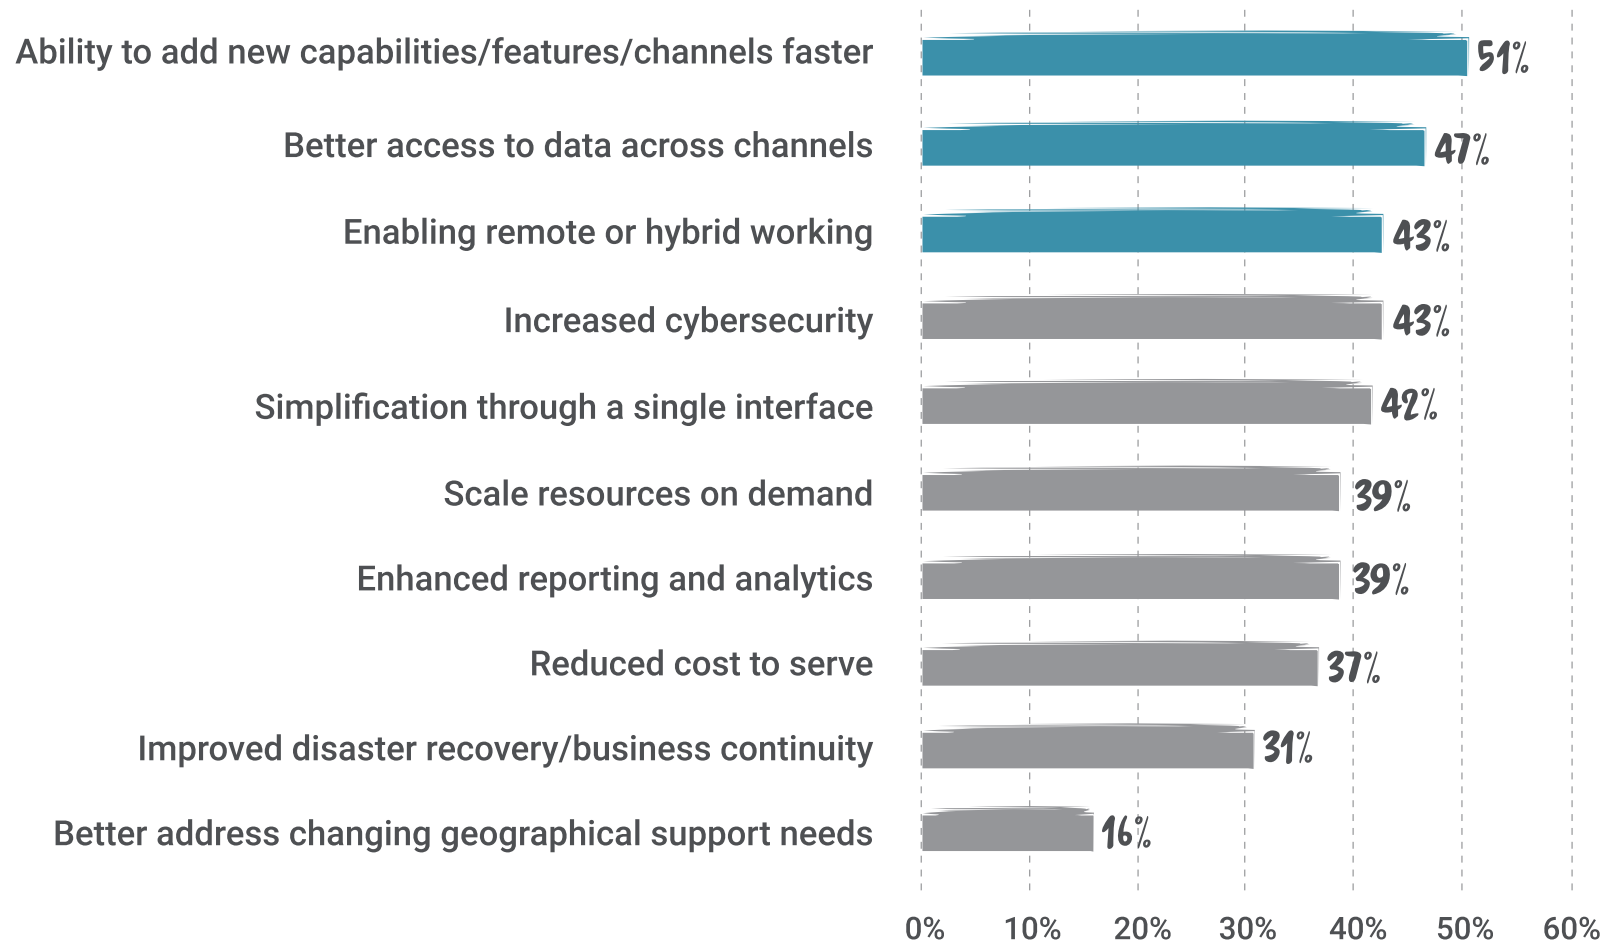 Ability to add new capabilities/features/channels faster 51%
Better access to data across channels 47%
Enabling remote or hybrid working 43%
Increased cybersecurity 43%
Simplification through a single interface 42%
Scale resources on demand 39%
Enhanced reporting and analytics 39%
Reduced cost to serve 37%
Improved disaster recovery/business continuity 31%
Better address changing geographical support needs 16%
0% 10% 20% 30% 40% 50% 60%